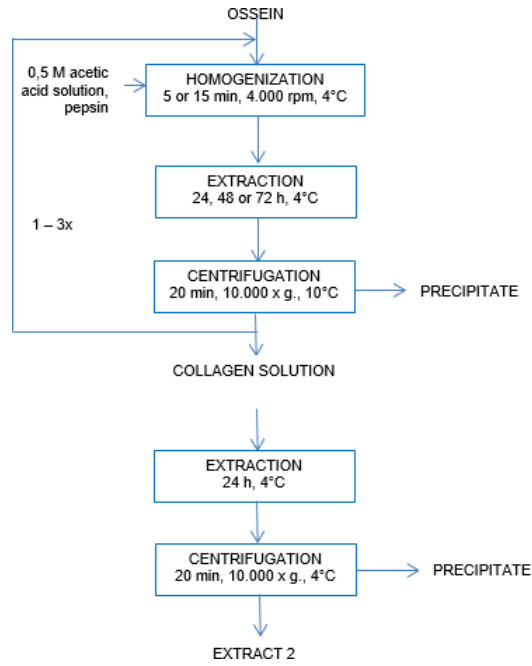 OSSEIN
0,5 M acetic
acid solution,
pepsin
HOMOGENIZATION
5 or 15 min, 4.000 rpm, 4°C
EXTRACTION
24, 48 or 72 h, 4°C
1 – 3x
CENTRIFUGATION
20 min, 10.000 x g., 10°C
PRECIPITATE
COLLAGEN SOLUTION
EXTRACTION
24 h, 4°C
CENTRIFUGATION
20 min, 10.000 x g., 4°C
PRECIPITATE
EXTRACT 2